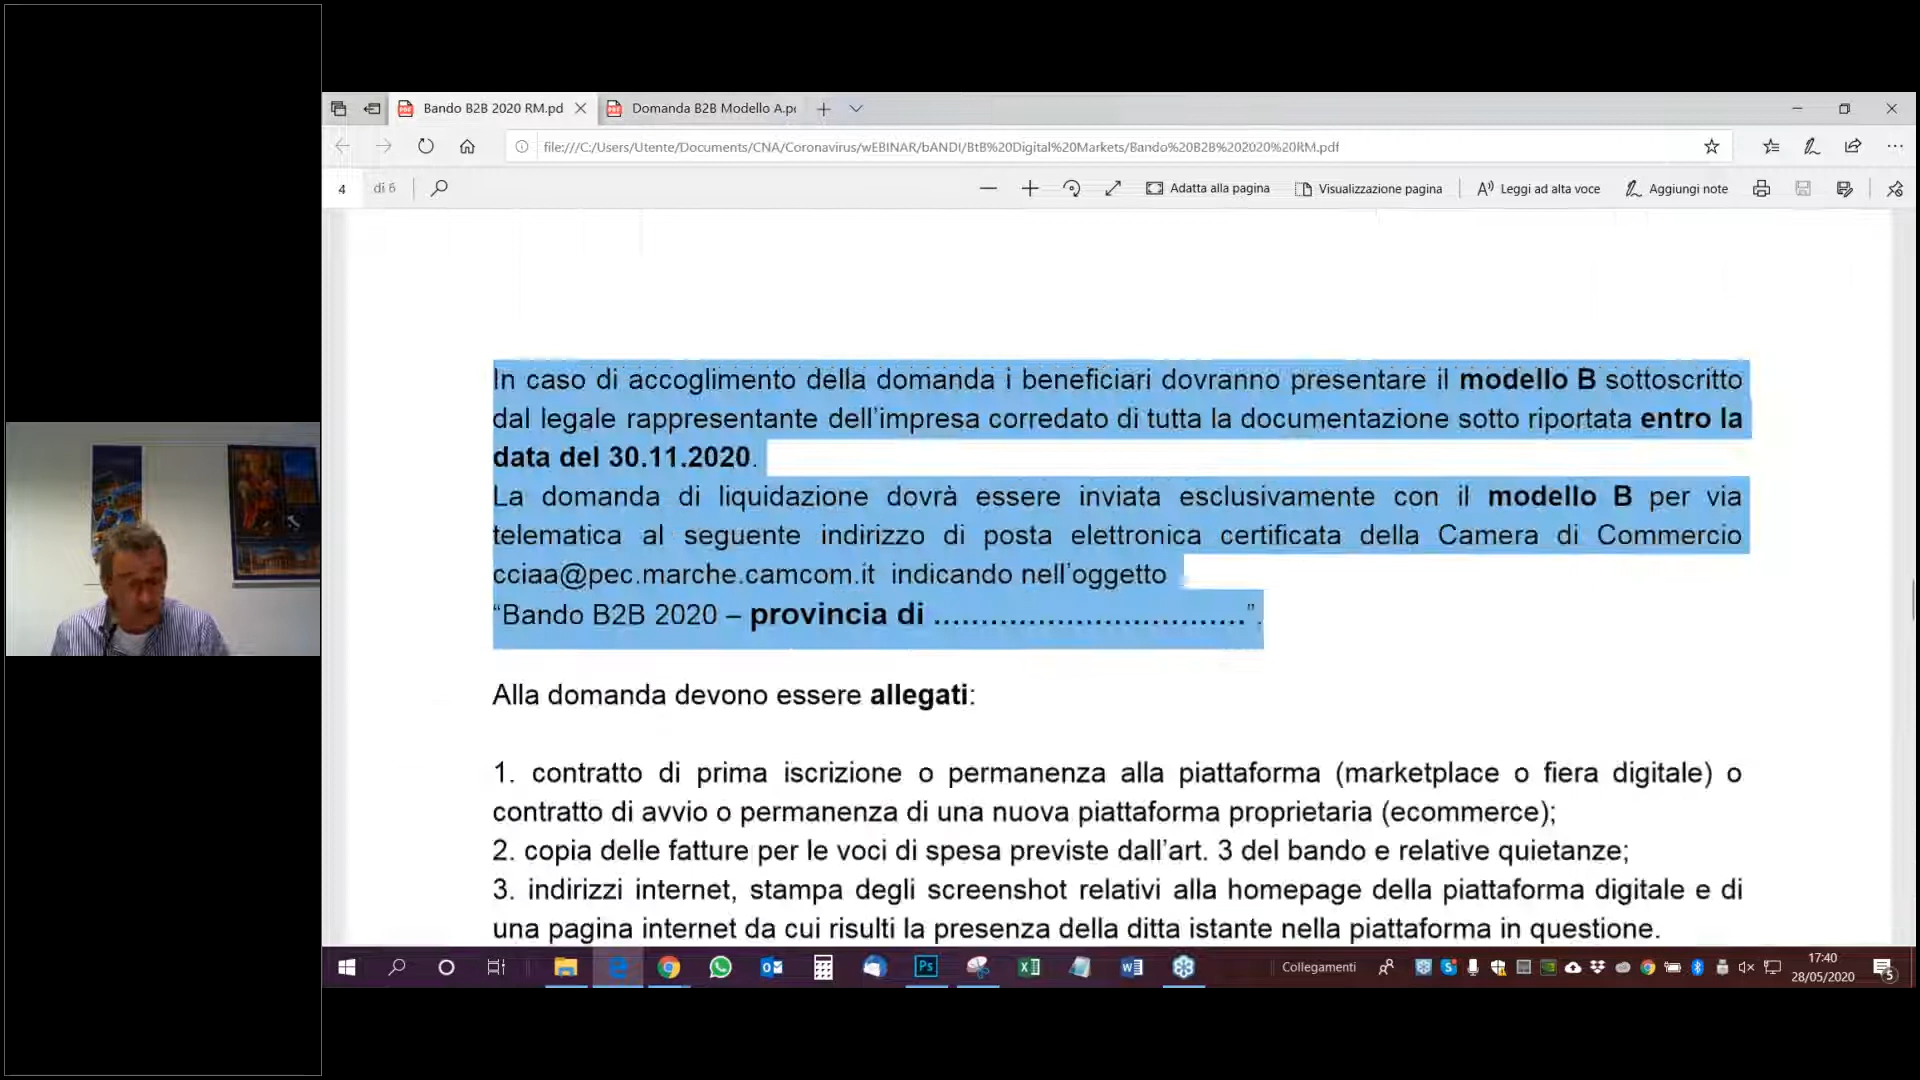 Bando B2B 2020 RM.pd
Domanda B2B Modello A.pc
file:///C:/Users/Utente/Documents/CNA/Coronavirus/wEBINAR/bANDI/BtB%20Digital%20Markets/Bando%20B2B%202020%20RM.pdf
4 di 6
Adatta alla pagina
Visualizzazione pagina
Leggi ad alta voce
Aggiungi note
In caso di accoglimento della domanda i beneficiari dovranno presentare il modello B sottoscritto
dal legale rappresentante dell’impresa corredato di tutta la documentazione sotto riportata entro la
data del 30.11.2020.
La domanda di liquidazione dovrà essere inviata esclusivamente con il modello B per via
telematica al seguente indirizzo di posta elettronica certificata della Camera di Commercio
cciaa@pec.marche.camcom.it indicando nell’oggetto
“Bando B2B 2020 – provincia di .................................”.
Alla domanda devono essere allegati:
1. contratto di prima iscrizione o permanenza alla piattaforma (marketplace o fiera digitale) o
contratto di avvio o permanenza di una nuova piattaforma proprietaria (ecommerce);
2. copia delle fatture per le voci di spesa previste dall’art. 3 del bando e relative quietanze;
3. indirizzi internet, stampa degli screenshot relativi alla homepage della piattaforma digitale e di
una pagina internet da cui risulti la presenza della ditta istante nella piattaforma in questione.
Ps
Collegamenti
17:40
28/05/2020
5